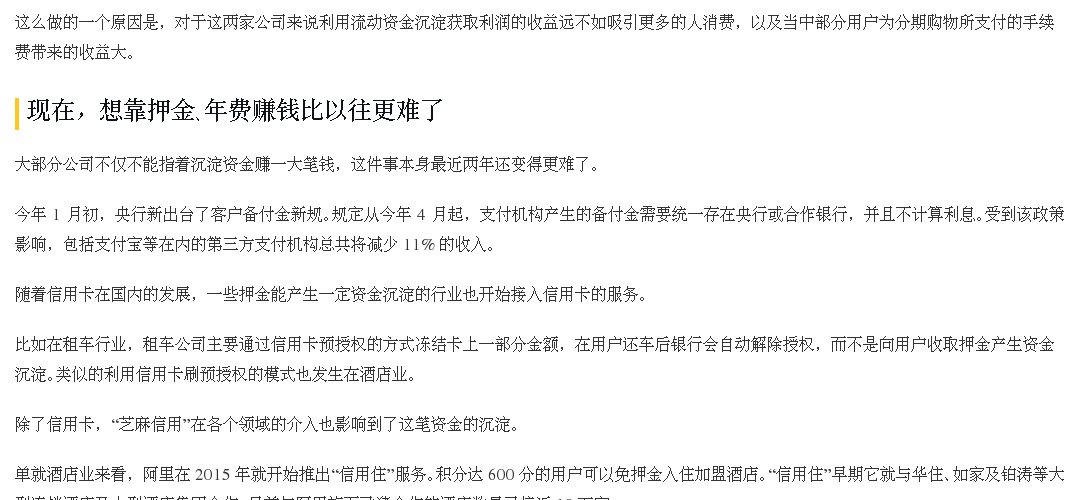 这么做的一个原因是，对于这两家公司来说利用流动资金沉淀获取利润的收益远不如吸引更多的人消费，以及当中部分用户为分期购物所支付的手续
费带来的收益大。
现在，想靠押金、年费赚钱比以往更难了
大部分公司不仅不能指着沉淀资金赚一大笔钱，这件事本身最近两年还变得更难了。
今年 1 月初，央行新出台了客户备付金新规。规定从今年 4 月起，支付机构产生的备付金需要统一存在央行或合作银行，并且不计算利息。受到该政策
影响，包括支付宝等在内的第三方支付机构总共将减少 11% 的收入。
随着信用卡在国内的发展，一些押金能产生一定资金沉淀的行业也开始接入信用卡的服务。
比如在租车行业，租车公司主要通过信用卡预授权的方式冻结卡上一部分金额，在用户还车后银行会自动解除授权，而不是向用户收取押金产生资金
沉淀。类似的利用信用卡刷预授权的模式也发生在酒店业。
除了信用卡，“芝麻信用”在各个领域的介入也影响到了这笔资金的沉淀。
单就酒店业来看，阿里在 2015 年就开始推出“信用住”服务。积分达 600 分的用户可以免押金入住加盟酒店。“信用住”早期它就与华住、如家及铂涛等大